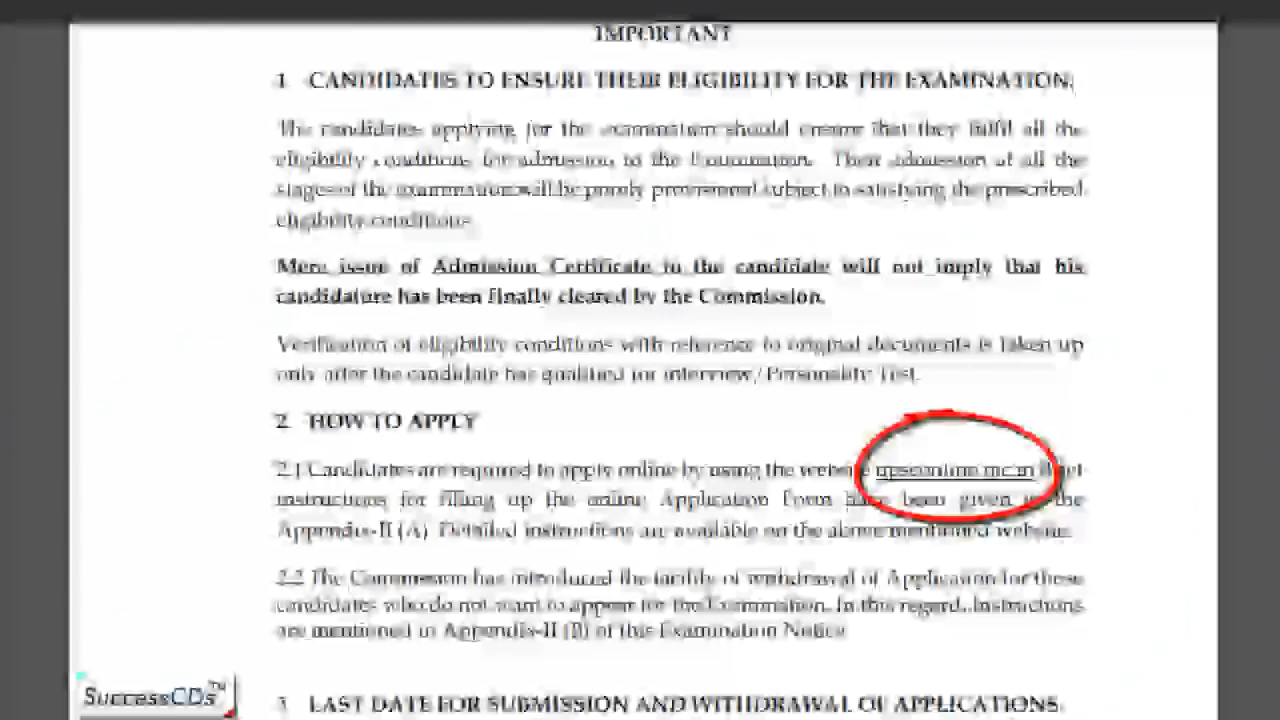 IMPORTANT
1 CANDIDATES TO ENSURE THEIR ELIGIBILITY FOR THE EXAMINATION:
The candidates applying for the examination should ensure that they fulfil all the
eligibility conditions for admission to the Examination. Their admission at all the
stages of the examination will be purely provisional subject to satisfying the prescribed
eligibility conditions.
Mere issue of Admission Certificate to the candidate will not imply that his
candidature has been finally cleared by the Commission.
Verification of eligibility conditions with reference to original documents is taken up
only after the candidate has qualified for Interview/Personality Test.
2. HOW TO APPLY
2.1 Candidates are required to apply online by using the website upsconline.nic.in
instructions for filling up the online Application Form have been given in the
Appendix-II (A). Detailed instructions are available on the above mentioned website.
2.2 The Commission has introduced the facility of withdrawal of Application for those
candidates who do not want to appear for the Examination. In this regard, Instructions
are mentioned in Appendix-II (B) of this Examination Notice
SuccessCDs™
3 LAST DATE FOR SUBMISSION AND WITHDRAWAL OF APPLICATIONS: